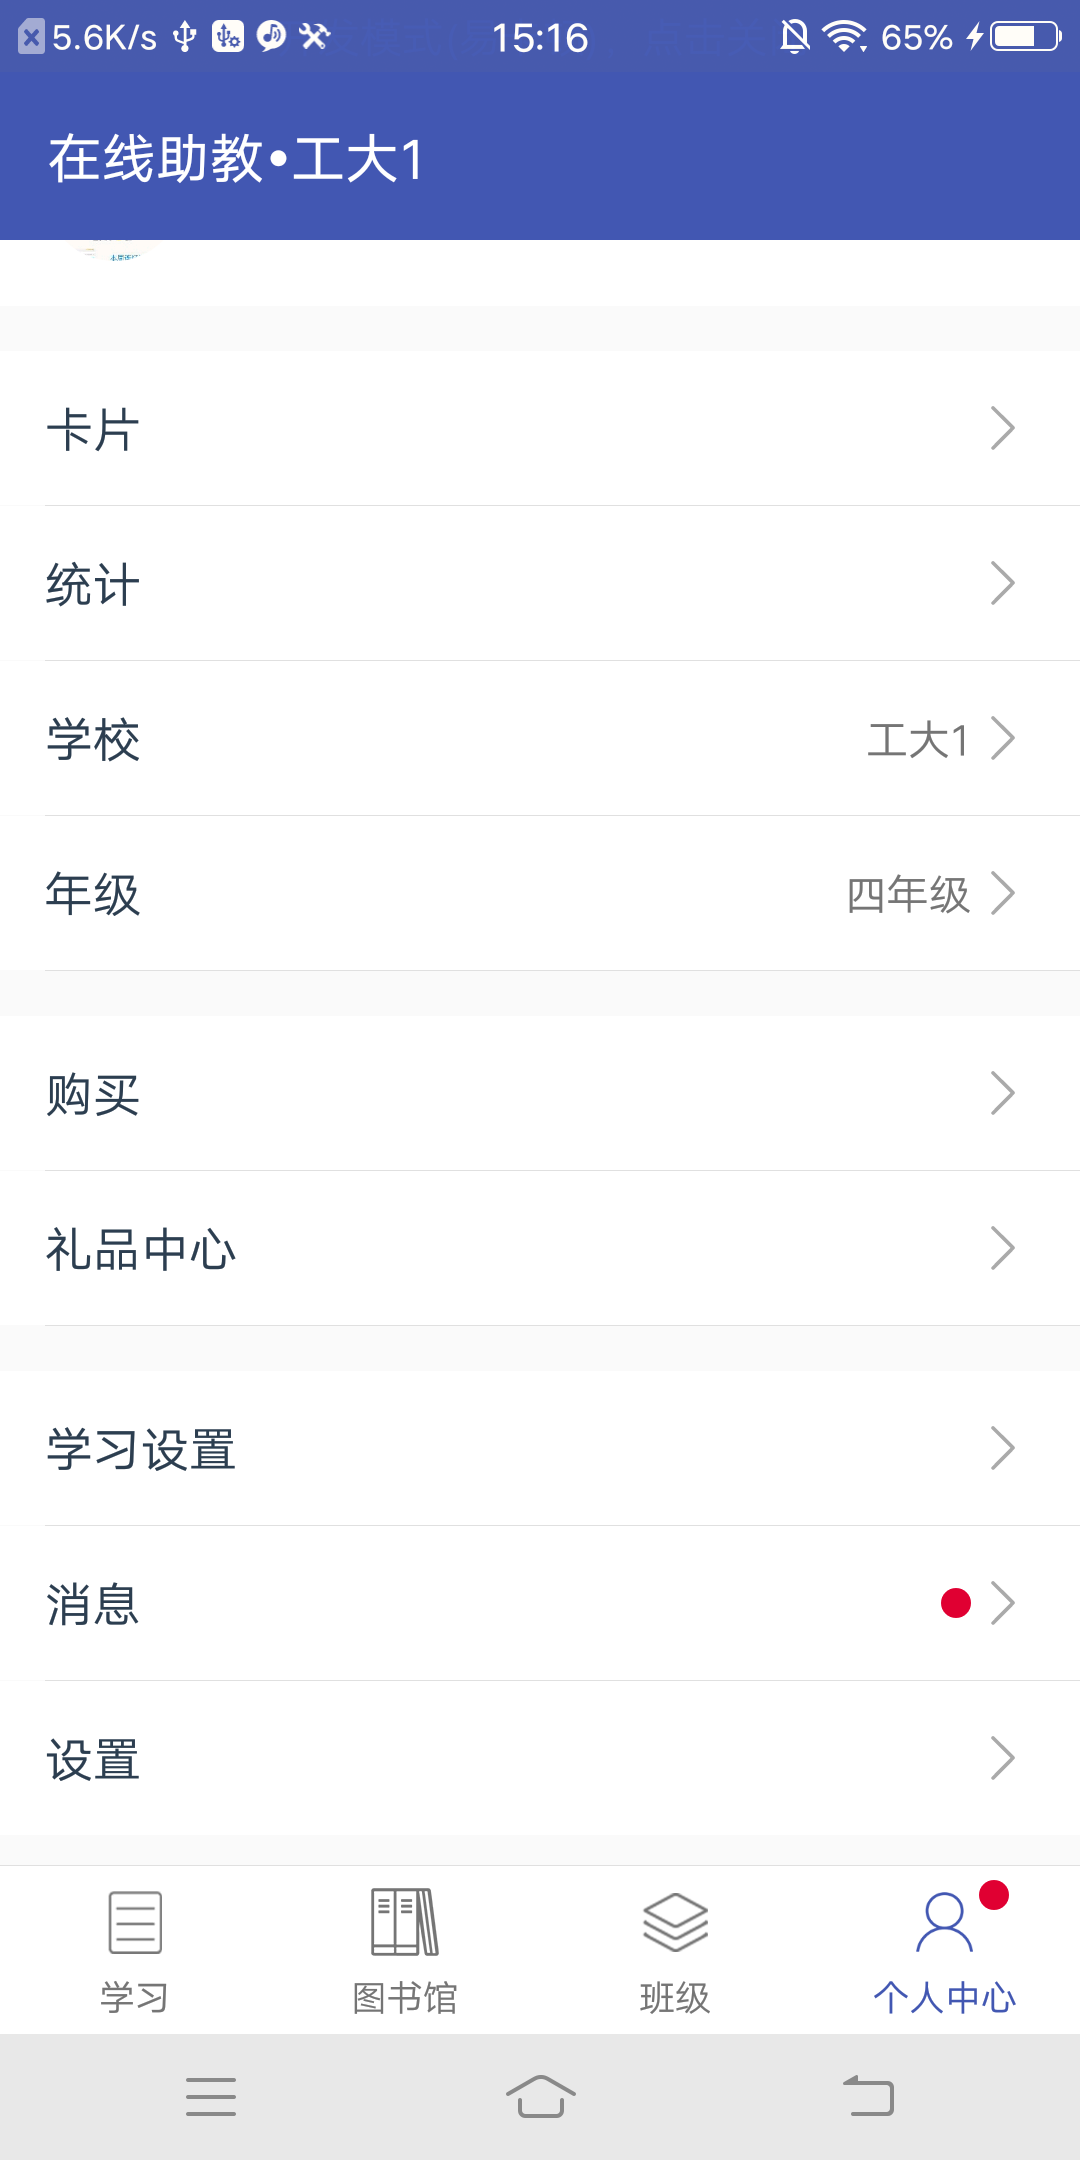 5.6K/s 15:16 65%
在线助教•工大1
卡片
统计
学校 工大1
年级 四年级
购买
礼品中心
学习设置
消息
设置
学习 图书馆 班级 个人中心